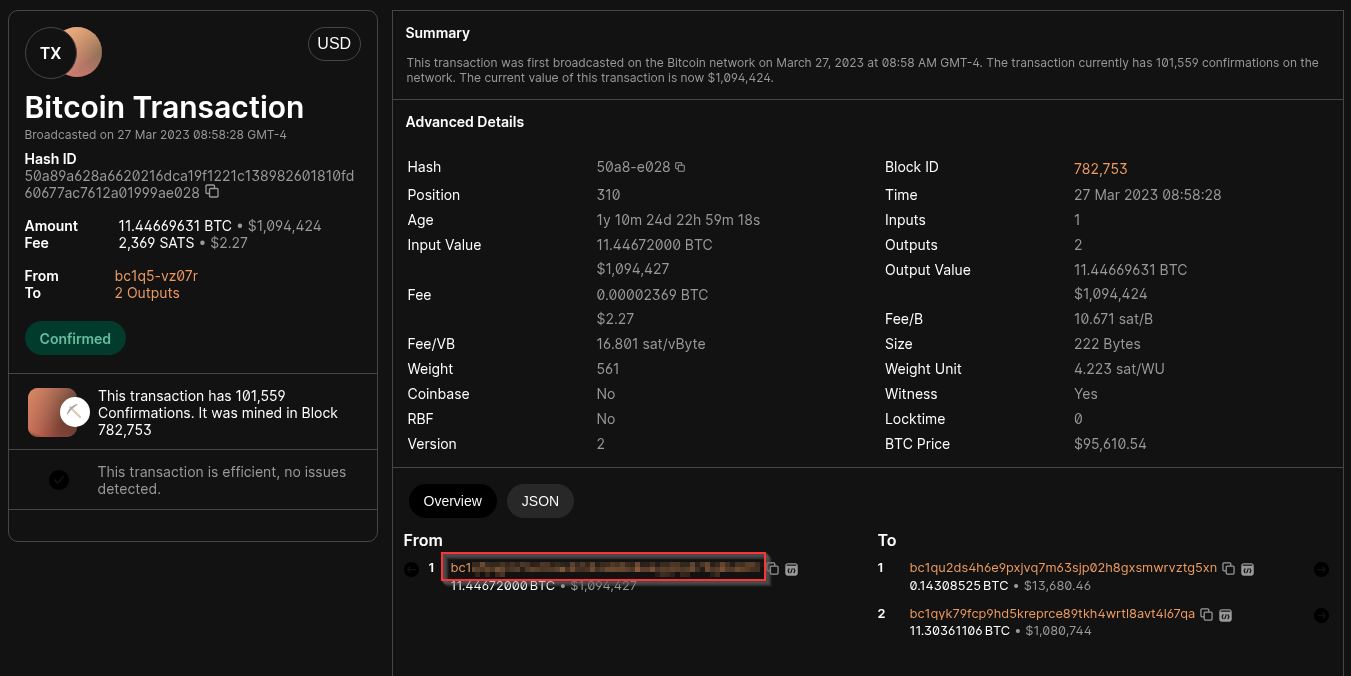 TX
USD
Bitcoin Transaction
Broadcasted on 27 Mar 2023 08:58:28 GMT-4
Hash ID
50a89a628a6620216dca19f1221c138982601810fd
60677ac7612a01999ae028
Amount 11.44669631 BTC • $1,094,424
Fee 2,369 SATS • $2.27
From bc1q5-vz07r
To 2 Outputs
Confirmed
This transaction has 101,559
Confirmations. It was mined in Block
782,753
This transaction is efficient, no issues
detected.
Summary
This transaction was first broadcasted on the Bitcoin network on March 27, 2023 at 08:58 AM GMT-4. The transaction currently has 101,559 confirmations on the
network. The current value of this transaction is now $1,094,424.
Advanced Details
Hash 50a8-e028
Position 310
Age 1y 10m 24d 22h 59m 18s
Input Value 11.44672000 BTC
$1,094,427
Fee 0.00002369 BTC
$2.27
Fee/VB 16.801 sat/vByte
Weight 561
Coinbase No
RBF No
Version 2
Block ID 782,753
Time 27 Mar 2023 08:58:28
Inputs 1
Outputs 2
Output Value 11.44669631 BTC
$1,094,424
Fee/B 10.671 sat/B
Size 222 Bytes
Weight Unit 4.223 sat/WU
Witness Yes
Locktime 0
BTC Price $95,610.54
Overview JSON
From
1 bc1
11.44672000 BTC • $1,094,427
To
1 bc1qu2ds4h6e9pxjvq7m63sjp02h8gxsmwrvztg5xn
0.14308525 BTC • $13,680.46
2 bc1qyk79fcp9hd5kreprce89tkh4wrtl8avt4l67qa
11.30361106 BTC • $1,080,744